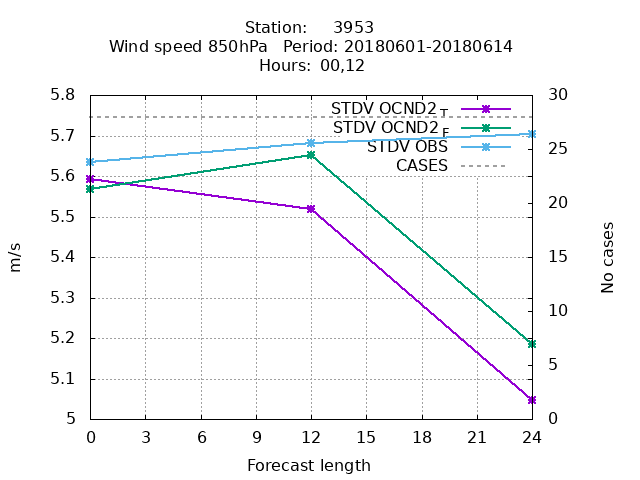 Station:     3953
Wind speed 850hPa   Period: 20180601-20180614
Hours:  00,12
5.8
5.7
5.6
5.5
5.4
5.3
5.2
5.1
5
30
25
20
15
10
5
0
STDV OCND2_T
STDV OCND2_F
STDV OBS
CASES
m/s
No cases
0 3 6 9 12 15 18 21 24
Forecast length